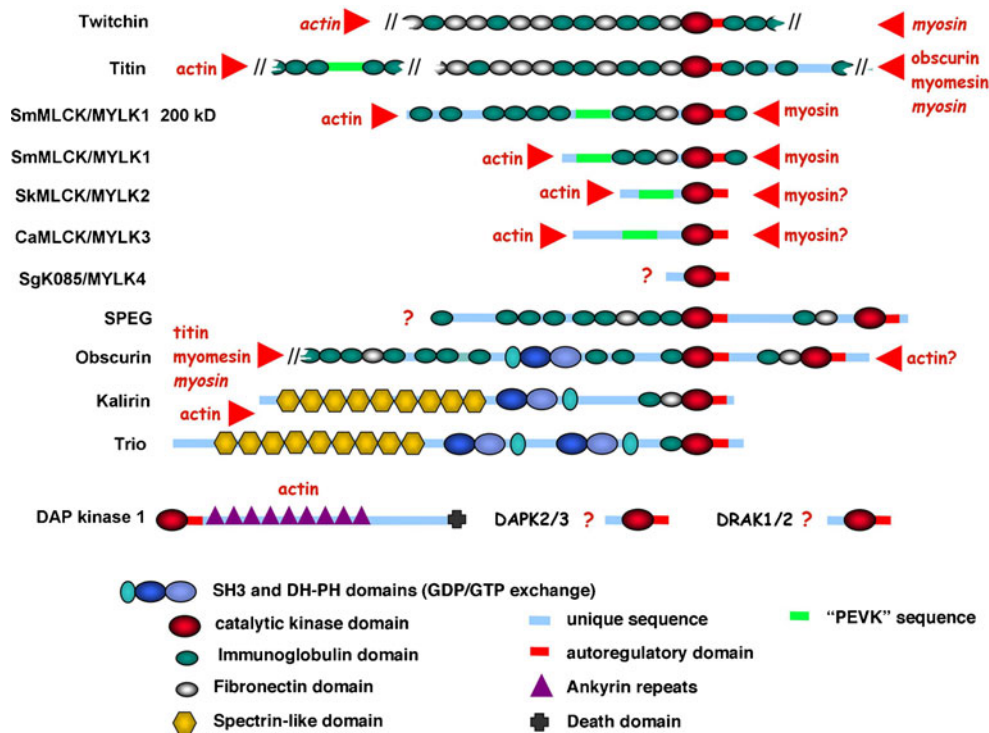 Twitchin actin // // myosin
Titin actin // // // obscurin
myomesin
myosin
SmMLCK/MYLK1 200 kD actin myosin
SmMLCK/MYLK1 actin myosin
SkMLCK/MYLK2 actin myosin?
CaMLCK/MYLK3 actin myosin?
SgK085/MYLK4 ?
SPEG ?
Obscurin titin
myomesin
myosin // actin?
Kalirin
actin
Trio
actin
DAP kinase 1 DAPK2/3 ? DRAK1/2 ?
SH3 and DH-PH domains (GDP/GTP exchange)
catalytic kinase domain unique sequence “PEVK” sequence
Immunoglobulin domain autoregulatory domain
Fibronectin domain Ankyrin repeats
Spectrin-like domain Death domain